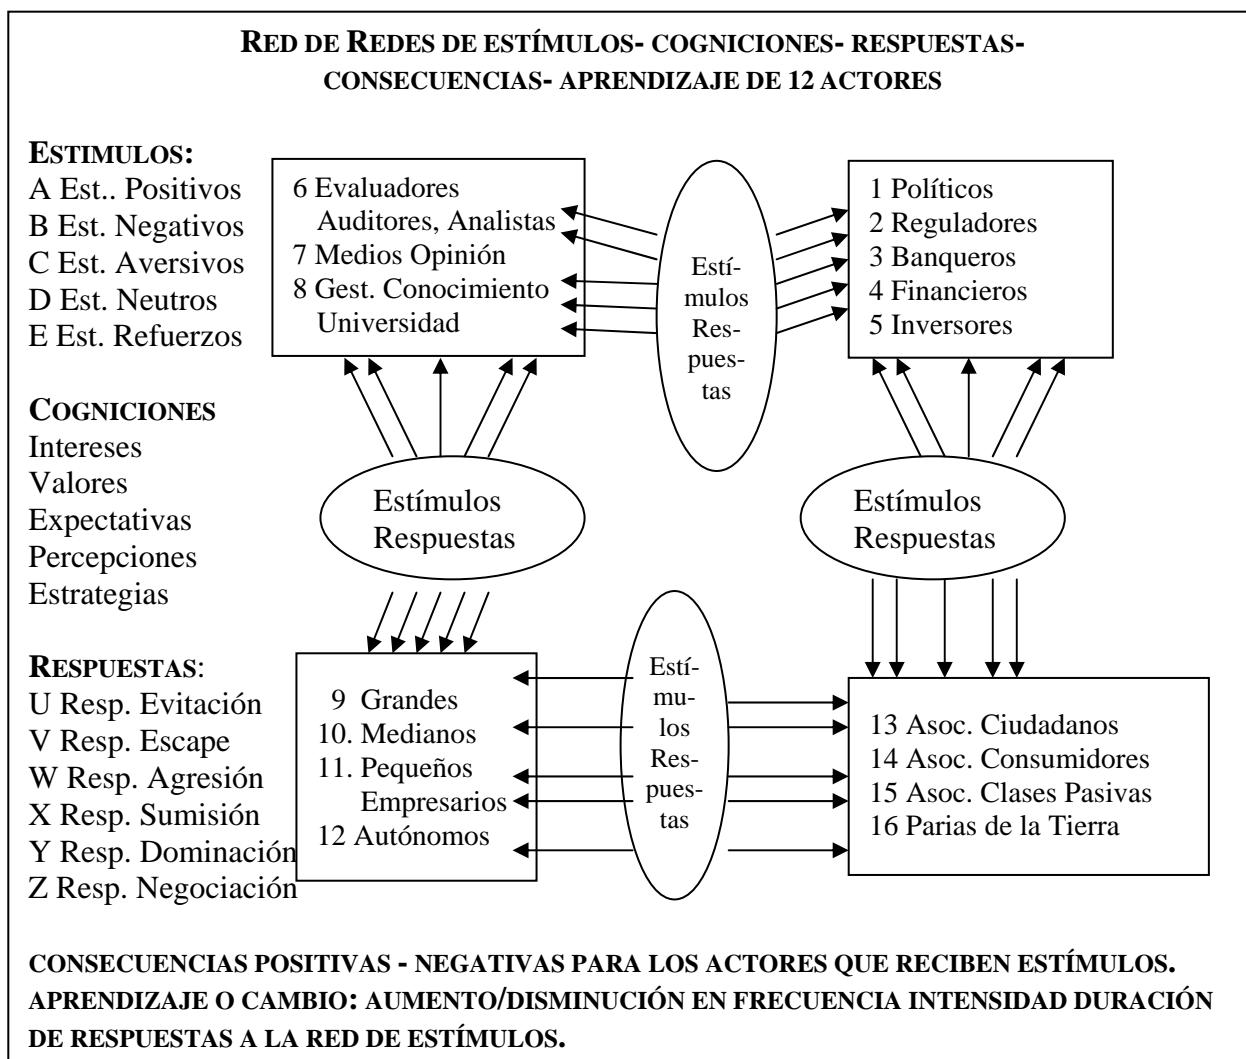 RED DE REDES DE ESTÍMULOS- COGNICIONES- RESPUESTAS-
CONSECUENCIAS- APRENDIZAJE DE 12 ACTORES
ESTIMULOS:
A Est.. Positivos
B Est. Negativos
C Est. Aversivos
D Est. Neutros
E Est. Refuerzos
COGNICIONES
Intereses
Valores
Expectativas
Percepciones
Estrategias
RESPUESTAS:
U Resp. Evitación
V Resp. Escape
W Resp. Agresión
X Resp. Sumisión
Y Resp. Dominación
Z Resp. Negociación
6 Evaluadores
Auditores, Analistas
7 Medios Opinión
8 Gest. Conocimiento
Universidad
Estí-
mulos
Res-
pues-
tas
1 Políticos
2 Reguladores
3 Banqueros
4 Financieros
5 Inversores
Estímulos
Respuestas
Estímulos
Respuestas
9 Grandes
10. Medianos
11. Pequeños
Empresarios
12 Autónomos
Estí-
mu-
los
Res-
pues-
tas
13 Asoc. Ciudadanos
14 Asoc. Consumidores
15 Asoc. Clases Pasivas
16 Parias de la Tierra
CONSECUENCIAS POSITIVAS - NEGATIVAS PARA LOS ACTORES QUE RECIBEN ESTÍMULOS.
APRENDIZAJE O CAMBIO: AUMENTO/DISMINUCIÓN EN FRECUENCIA INTENSIDAD DURACIÓN
DE RESPUESTAS A LA RED DE ESTÍMULOS.